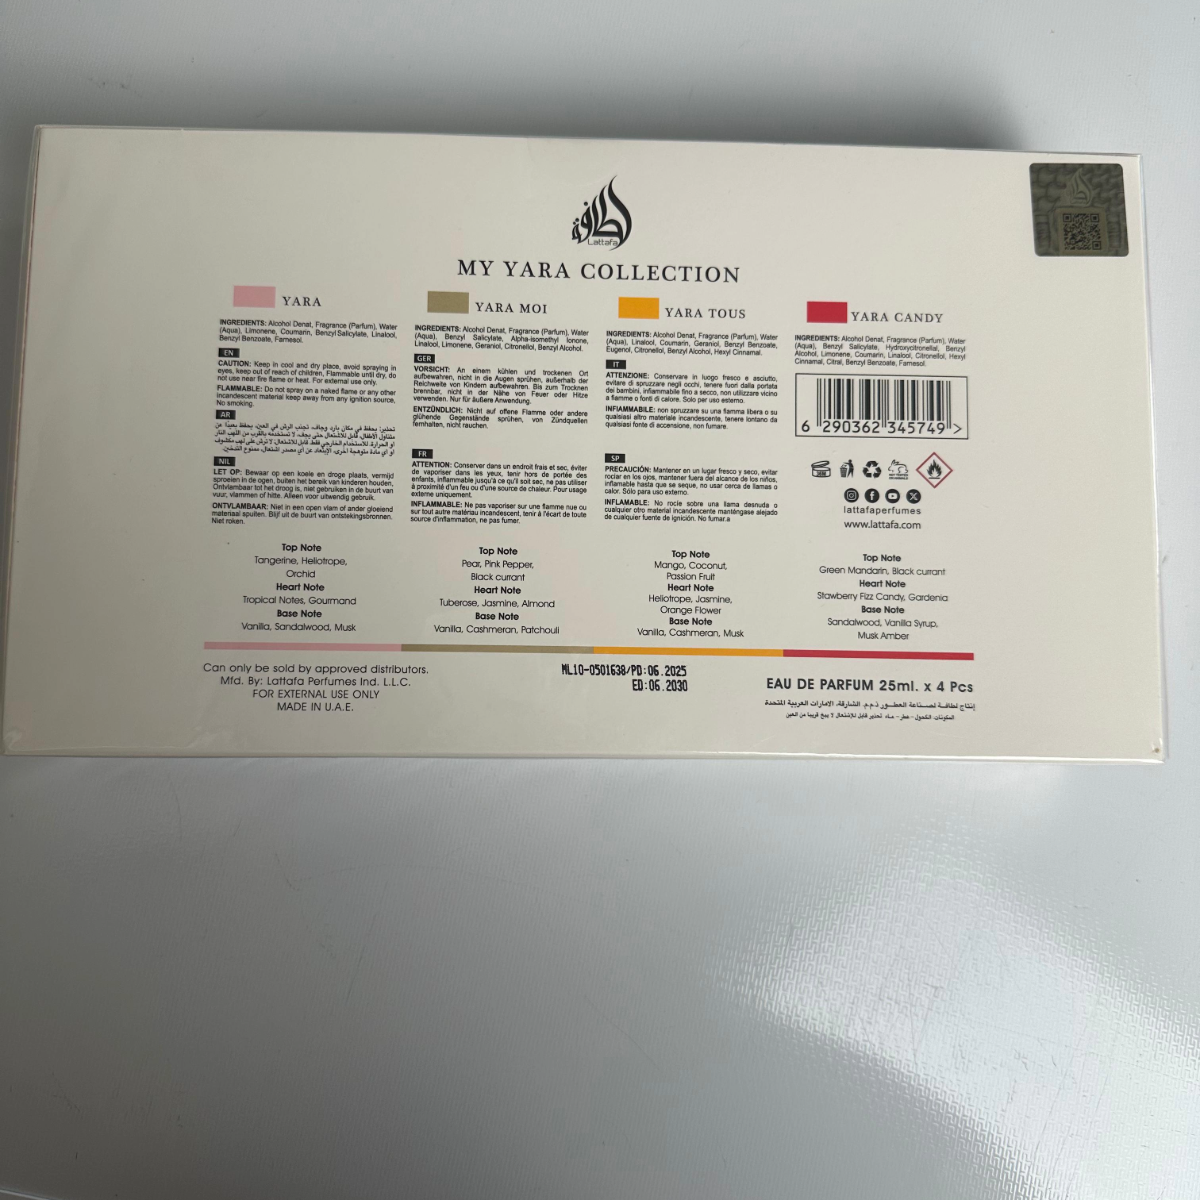 لطافة
Lattafa
MY YARA COLLECTION
YARA
INGREDIENTS: Alcohol Denat, Fragrance (Parfum), Water
(Aqua), Limonene, Coumarin, Benzyl Salicylate, Linalool,
Benzyl Benzoate, Farnesol.
EN
CAUTION: Keep in cool and dry place, avoid spraying in
eyes, keep out of reach of children, Flammable until dry, do
not use near fire flame or heat. For external use only.
FLAMMABLE: Do not spray on a naked flame or any other
incandescent material keep away from any ignition source,
No smoking.
AR
NIL
LET OP: Bewaar op een koele en droge plaats, vermijd
sproeien in de ogen, buiten het bereik van kinderen houden,
Ontvlambaar tot het droog is, niet gebruiken in de buurt van
vuur, vlammen of hitte. Alleen voor uitwendig gebruik.
ONTVLAMBAAR: Niet in een open vlam of ander gloeiend
materiaal spuiten. Blijf uit de buurt van ontstekingsbronnen.
Niet roken.
Top Note
Tangerine, Heliotrope,
Orchid
Heart Note
Tropical Notes, Gourmand
Base Note
Vanilla, Sandalwood, Musk
YARA MOI
INGREDIENTS: Alcohol Denat, Fragrance (Parfum), Water
(Aqua), Benzyl Salicylate, Alpha-isomethyl Ionone,
Linalool, Limonene, Geraniol, Citronellol, Benzyl Alcohol.
GER
VORSICHT: An einem kühlen und trockenen Ort
aufbewahren, nicht in die Augen sprühen, außerhalb der
Reichweite von Kindern aufbewahren. Bis zum Trocknen
brennbar, nicht in der Nähe von Feuer oder Hitze
verwenden. Nur für äußere Anwendung.
ENTZÜNDLICH: Nicht auf offene Flamme oder andere
glühende Gegenstände sprühen, von Zündquellen
fernhalten, nicht rauchen.
FR
ATTENTION: Conserver dans un endroit frais et sec, éviter
de vaporiser dans les yeux, tenir hors de portée des
enfants, inflammable jusqu'à ce qu'il soit sec, ne pas utiliser
à proximité d'un feu ou d'une source de chaleur. Pour usage
externe uniquement.
INFLAMMABLE: Ne pas vaporiser sur une flamme nue ou
sur tout autre matériau incandescent, tenir à l'écart de toute
source d'inflammation, ne pas fumer.
Top Note
Pear, Pink Pepper,
Black currant
Heart Note
Tuberose, Jasmine, Almond
Base Note
Vanilla, Cashmeran, Patchouli
YARA TOUS
INGREDIENTS: Alcohol Denat, Fragrance (Parfum), Water
(Aqua), Linalool, Coumarin, Geraniol, Benzyl Benzoate,
Eugenol, Citronellol, Benzyl Alcohol, Hexyl Cinnamal.
IT
ATTENZIONE: Conservare in luogo fresco e asciutto,
evitare di spruzzare negli occhi, tenere fuori dalla portata
dei bambini, infiammabile fino a secco, non utilizzare vicino
a fiamme o fonti di calore. Solo per uso esterno.
INFIAMMABILE: non spruzzare su una fiamma libera o su
qualsiasi altro materiale incandescente, tenere lontano da
qualsiasi fonte di accensione, non fumare.
SP
PRECAUCIÓN: Mantener en un lugar fresco y seco, evitar
rociar en los ojos, mantener fuera del alcance de los niños,
inflamable hasta que se seque, no usar cerca de llamas o
calor. Sólo para uso externo.
INFLAMABLE: No rocíe sobre una llama desnuda o
cualquier otro material incandescente manténgase alejado
de cualquier fuente de ignición. No fumar.a
Top Note
Mango, Coconut,
Passion Fruit
Heart Note
Heliotrope, Jasmine,
Orange Flower
Base Note
Vanilla, Cashmeran, Musk
YARA CANDY
INGREDIENTS: Alcohol Denat, Fragrance (Parfum), Water
(Aqua), Benzyl Salicylate, Hydroxycitronellal, Benzyl
Alcohol, Limonene, Coumarin, Linalool, Citronellol, Hexyl
Cinnamal, Citral, Benzyl Benzoate, Farnesol.
6 290362 345749 >
lattafaperfumes
www.lattafa.com
Top Note
Green Mandarin, Black currant
Heart Note
Stawberry Fizz Candy, Gardenia
Base Note
Sandalwood, Vanilla Syrup,
Musk Amber
Can only be sold by approved distributors.
Mfd. By: Lattafa Perfumes Ind. L.L.C.
FOR EXTERNAL USE ONLY
MADE IN U.A.E.
ML10-0501638/PD:06.2025
ED:06.2030
EAU DE PARFUM 25ml. x 4 Pcs
إنتاج لطافة لصناعة العطور ذ.م.م. الشارقة، الامارات العربية المتحدة